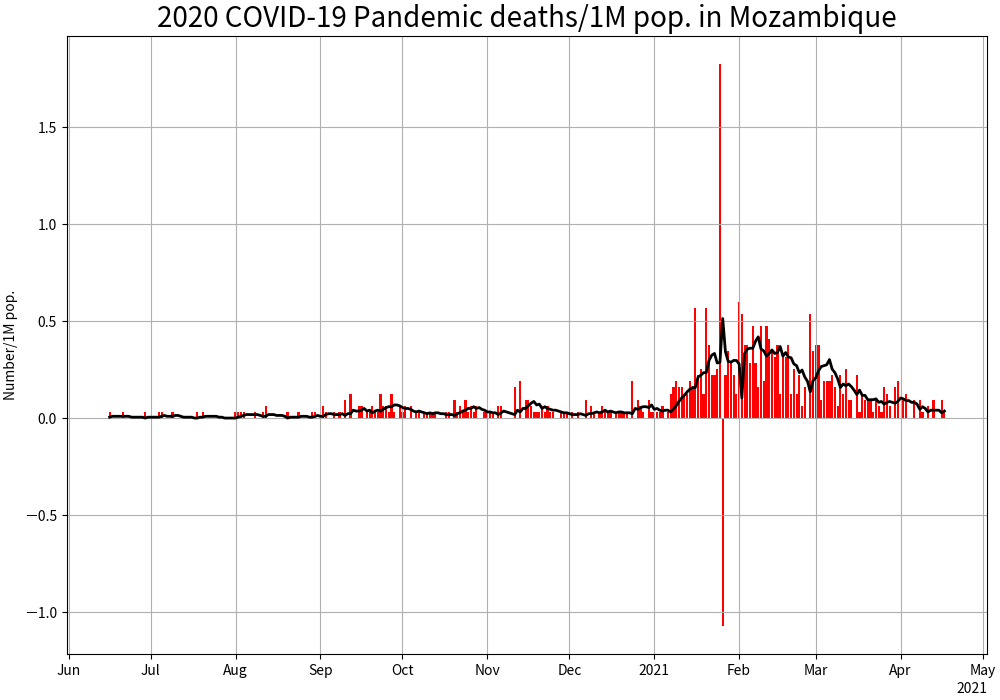 2020 COVID-19 Pandemic deaths/1M pop. in Mozambique
Number/1M pop.
1.5
1.0
0.5
0.0
−0.5
−1.0
Jun Jul Aug Sep Oct Nov Dec 2021 Feb Mar Apr May
2021